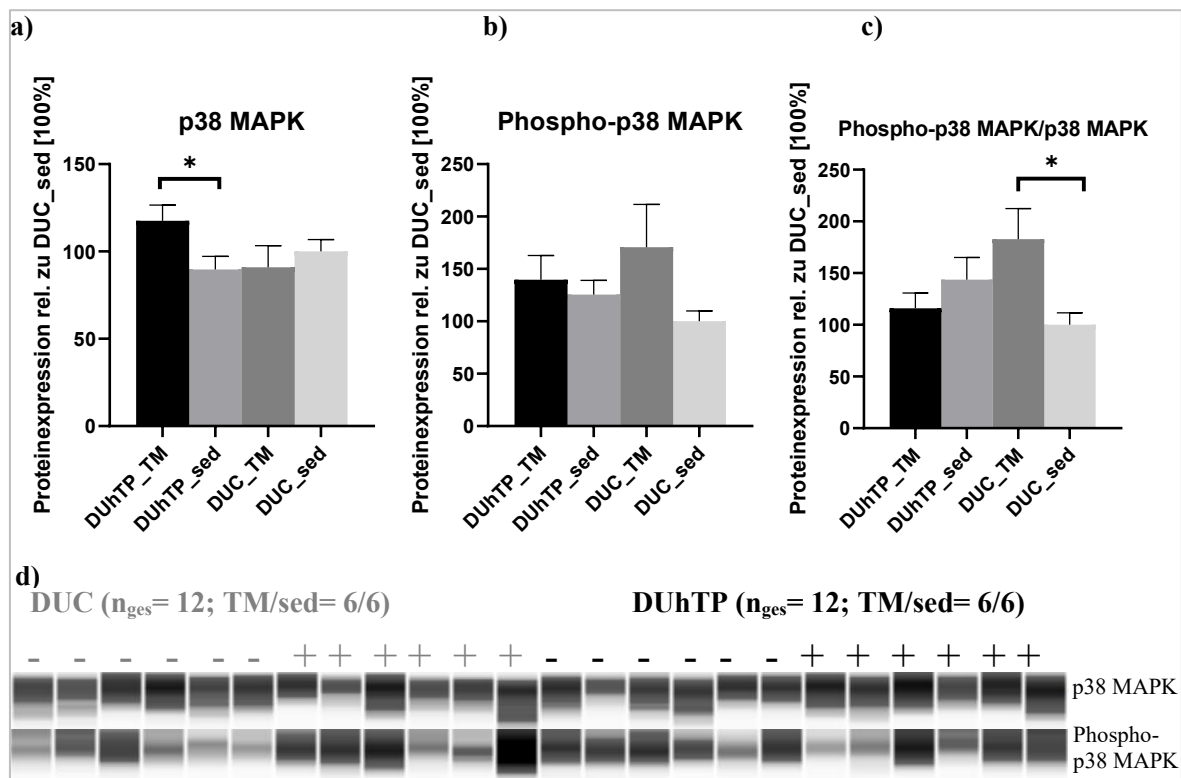 a)
b)
c)
p38 MAPK
Proteinexpression rel. zu DUC_sed [100%]
150
100
50
0
*
DUhTP_TM
DUhTP_sed
DUC_TM
DUC_sed
Phospho-p38 MAPK
Proteinexpression rel. zu DUC_sed [100%]
250
200
150
100
50
0
DUhTP_TM
DUhTP_sed
DUC_TM
DUC_sed
Phospho-p38 MAPK/p38 MAPK
Proteinexpression rel. zu DUC_sed [100%]
250
200
150
100
50
0
*
DUhTP_TM
DUhTP_sed
DUC_TM
DUC_sed
d)
DUC (nges= 12; TM/sed= 6/6) DUhTP (nges= 12; TM/sed= 6/6)
- - - - - - + + + + + + - - - - - - + + + + + +
p38 MAPK
Phospho-
p38 MAPK